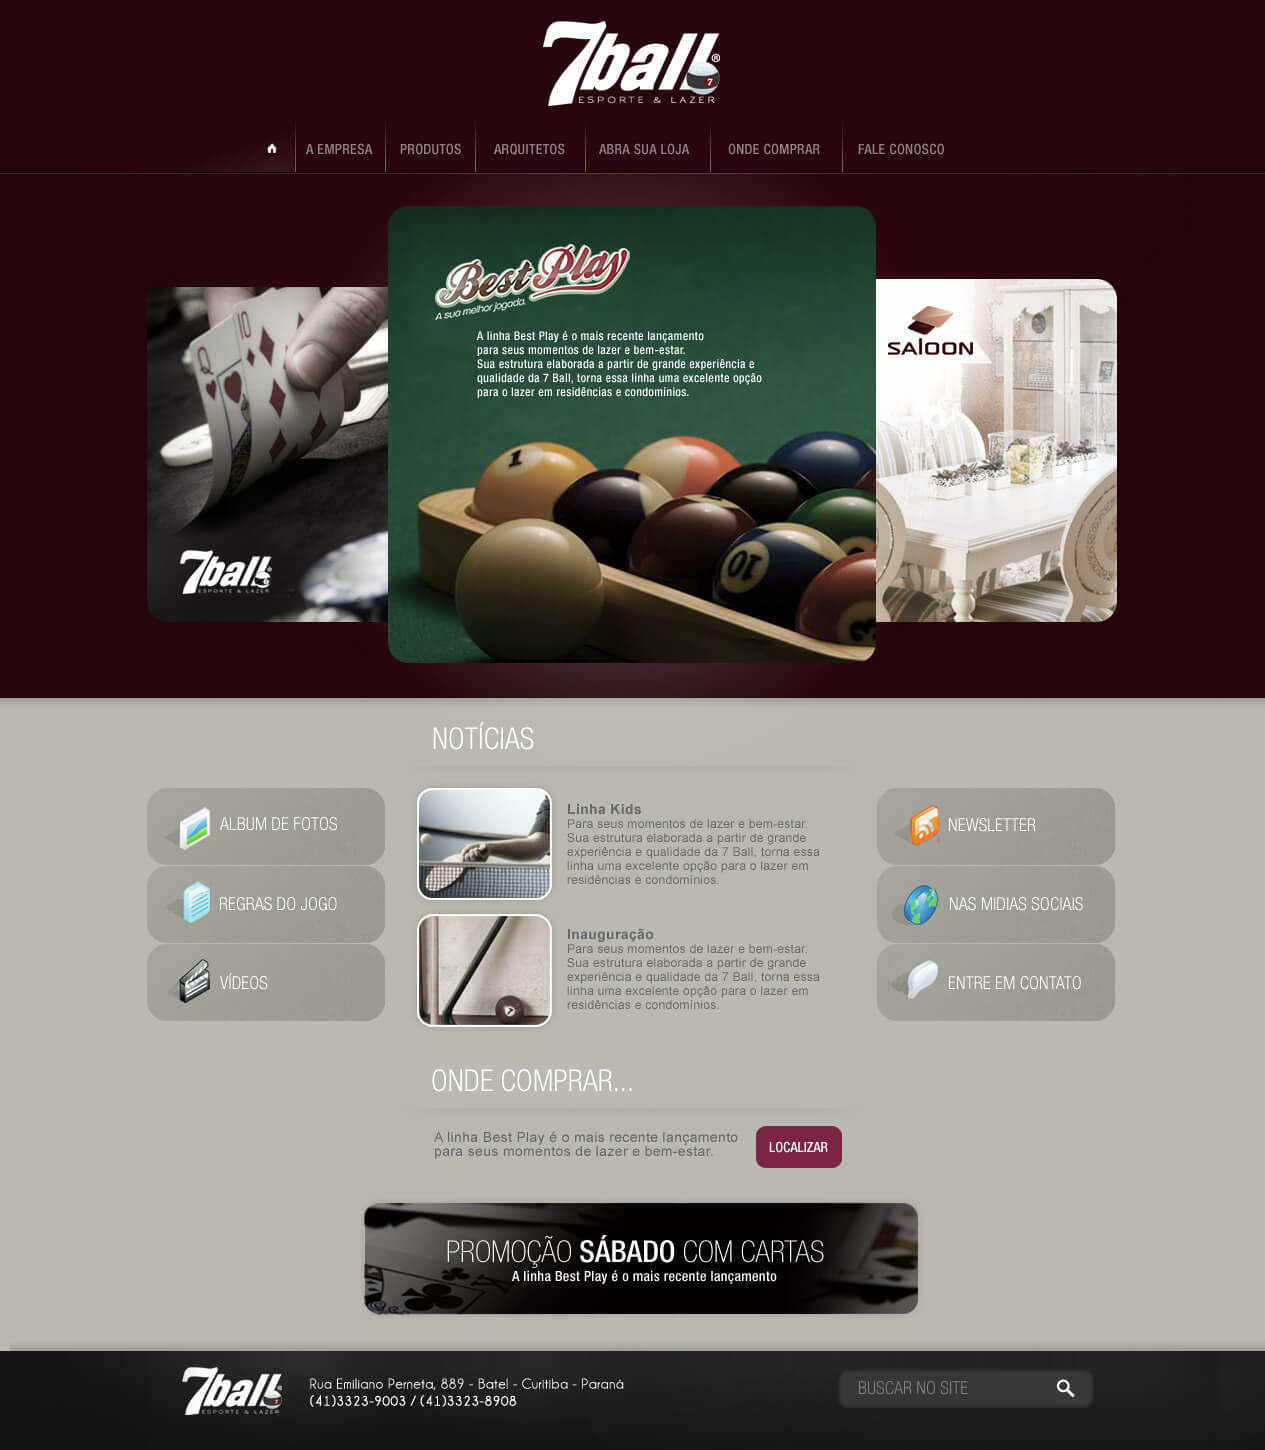 7ball®
7
ESPORTE & LAZER
A EMPRESA
PRODUTOS
ARQUITETOS
ABRA SUA LOJA
ONDE COMPRAR
FALE CONOSCO
Best Play
A sua melhor jogada.
A linha Best Play é o mais recente lançamento
para seus momentos de lazer e bem-estar.
Sua estrutura elaborada a partir de grande experiência e
qualidade da 7 Ball, torna essa linha uma excelente opção
para o lazer em residências e condomínios.
Q
10
7ball®
ESPORTE & LAZER
1
10
SALOON
NOTÍCIAS
ALBUM DE FOTOS
REGRAS DO JOGO
VÍDEOS
Linha Kids
Para seus momentos de lazer e bem-estar.
Sua estrutura elaborada a partir de grande
experiência e qualidade da 7 Ball, torna essa
linha uma excelente opção para o lazer em
residências e condomínios.
Inauguração
Para seus momentos de lazer e bem-estar.
Sua estrutura elaborada a partir de grande
experiência e qualidade da 7 Ball, torna essa
linha uma excelente opção para o lazer em
residências e condomínios.
NEWSLETTER
NAS MIDIAS SOCIAIS
ENTRE EM CONTATO
ONDE COMPRAR...
A linha Best Play é o mais recente lançamento
para seus momentos de lazer e bem-estar.
LOCALIZAR
PROMOÇÃO SÁBADO COM CARTAS
A linha Best Play é o mais recente lançamento
7ball®
ESPORTE & LAZER
Rua Emiliano Perneta, 889 - Batel - Curitiba - Paraná
(41)3323-9003 / (41)3323-8908
BUSCAR NO SITE